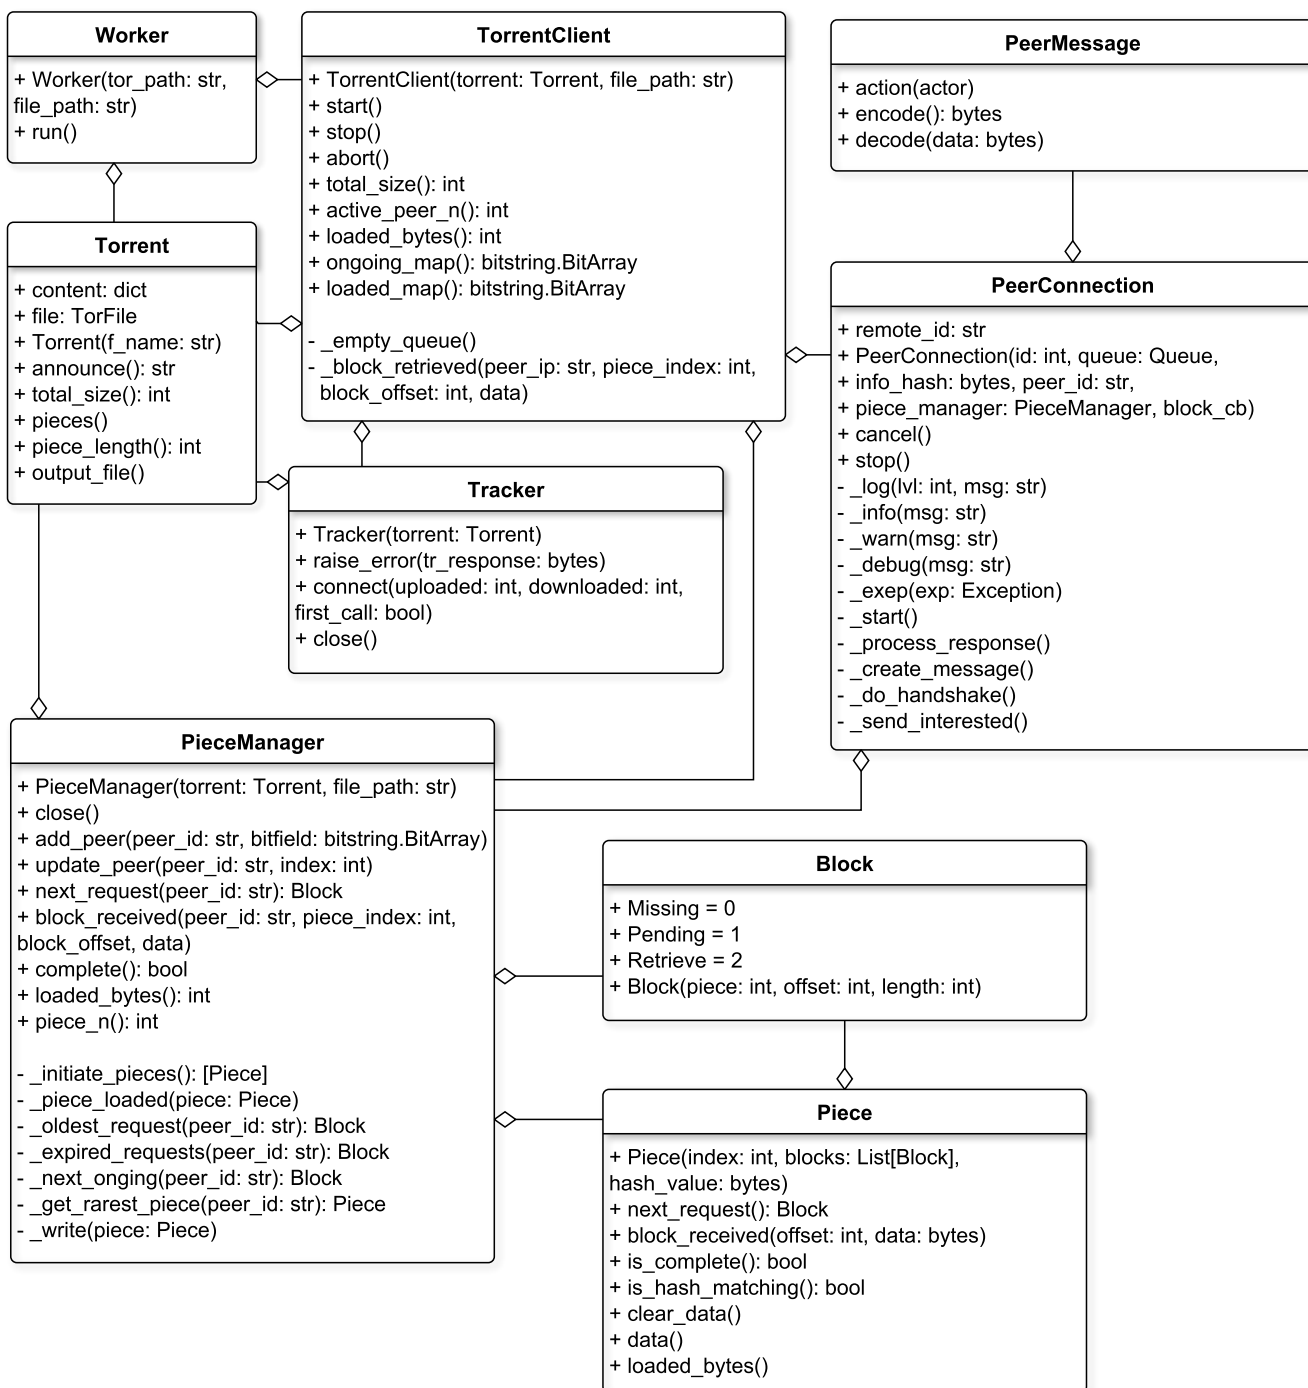 Worker
+ Worker(tor_path: str,
file_path: str)
+ run()
TorrentClient
+ TorrentClient(torrent: Torrent, file_path: str)
+ start()
+ stop()
+ abort()
+ total_size(): int
+ active_peer_n(): int
+ loaded_bytes(): int
+ ongoing_map(): bitstring.BitArray
+ loaded_map(): bitstring.BitArray
- _empty_queue()
- _block_retrieved(peer_ip: str, piece_index: int,
block_offset: int, data)
PeerMessage
+ action(actor)
+ encode(): bytes
+ decode(data: bytes)
Torrent
+ content: dict
+ file: TorFile
+ Torrent(f_name: str)
+ announce(): str
+ total_size(): int
+ pieces()
+ piece_length(): int
+ output_file()
PeerConnection
+ remote_id: str
+ PeerConnection(id: int, queue: Queue,
+ info_hash: bytes, peer_id: str,
+ piece_manager: PieceManager, block_cb)
+ cancel()
+ stop()
- _log(lvl: int, msg: str)
- _info(msg: str)
- _warn(msg: str)
- _debug(msg: str)
- _exep(exp: Exception)
- _start()
- _process_response()
- _create_message()
- _do_handshake()
- _send_interested()
Tracker
+ Tracker(torrent: Torrent)
+ raise_error(tr_response: bytes)
+ connect(uploaded: int, downloaded: int,
first_call: bool)
+ close()
PieceManager
+ PieceManager(torrent: Torrent, file_path: str)
+ close()
+ add_peer(peer_id: str, bitfield: bitstring.BitArray)
+ update_peer(peer_id: str, index: int)
+ next_request(peer_id: str): Block
+ block_received(peer_id: str, piece_index: int,
block_offset, data)
+ complete(): bool
+ loaded_bytes(): int
+ piece_n(): int
- _initiate_pieces(): [Piece]
- _piece_loaded(piece: Piece)
- _oldest_request(peer_id: str): Block
- _expired_requests(peer_id: str): Block
- _next_onging(peer_id: str): Block
- _get_rarest_piece(peer_id: str): Piece
- _write(piece: Piece)
Block
+ Missing = 0
+ Pending = 1
+ Retrieve = 2
+ Block(piece: int, offset: int, length: int)
Piece
+ Piece(index: int, blocks: List[Block],
hash_value: bytes)
+ next_request(): Block
+ block_received(offset: int, data: bytes)
+ is_complete(): bool
+ is_hash_matching(): bool
+ clear_data()
+ data()
+ loaded_bytes()